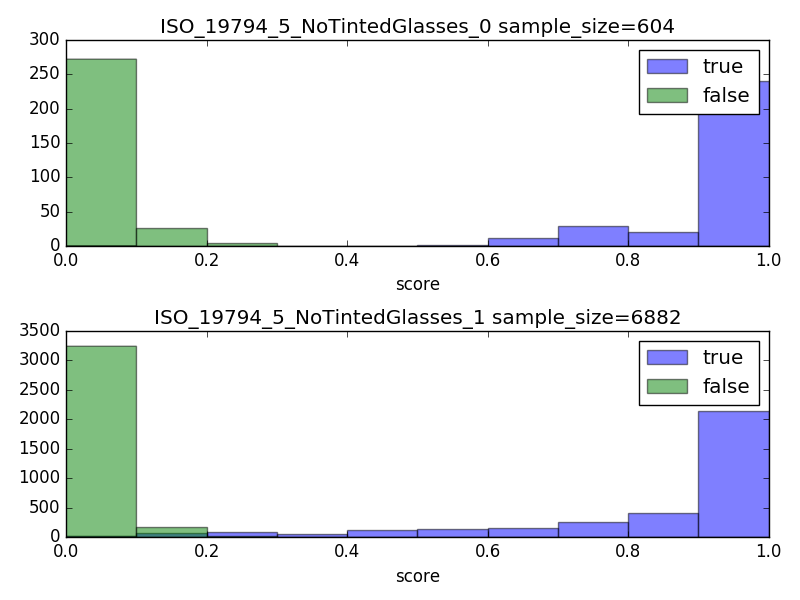 ISO_19794_5_NoTintedGlasses_0 sample_size=604
300
250
200
150
100
50
0
true
false
0.0 0.2 0.4 0.6 0.8 1.0
score
ISO_19794_5_NoTintedGlasses_1 sample_size=6882
3500
3000
2500
2000
1500
1000
500
0
true
false
0.0 0.2 0.4 0.6 0.8 1.0
score